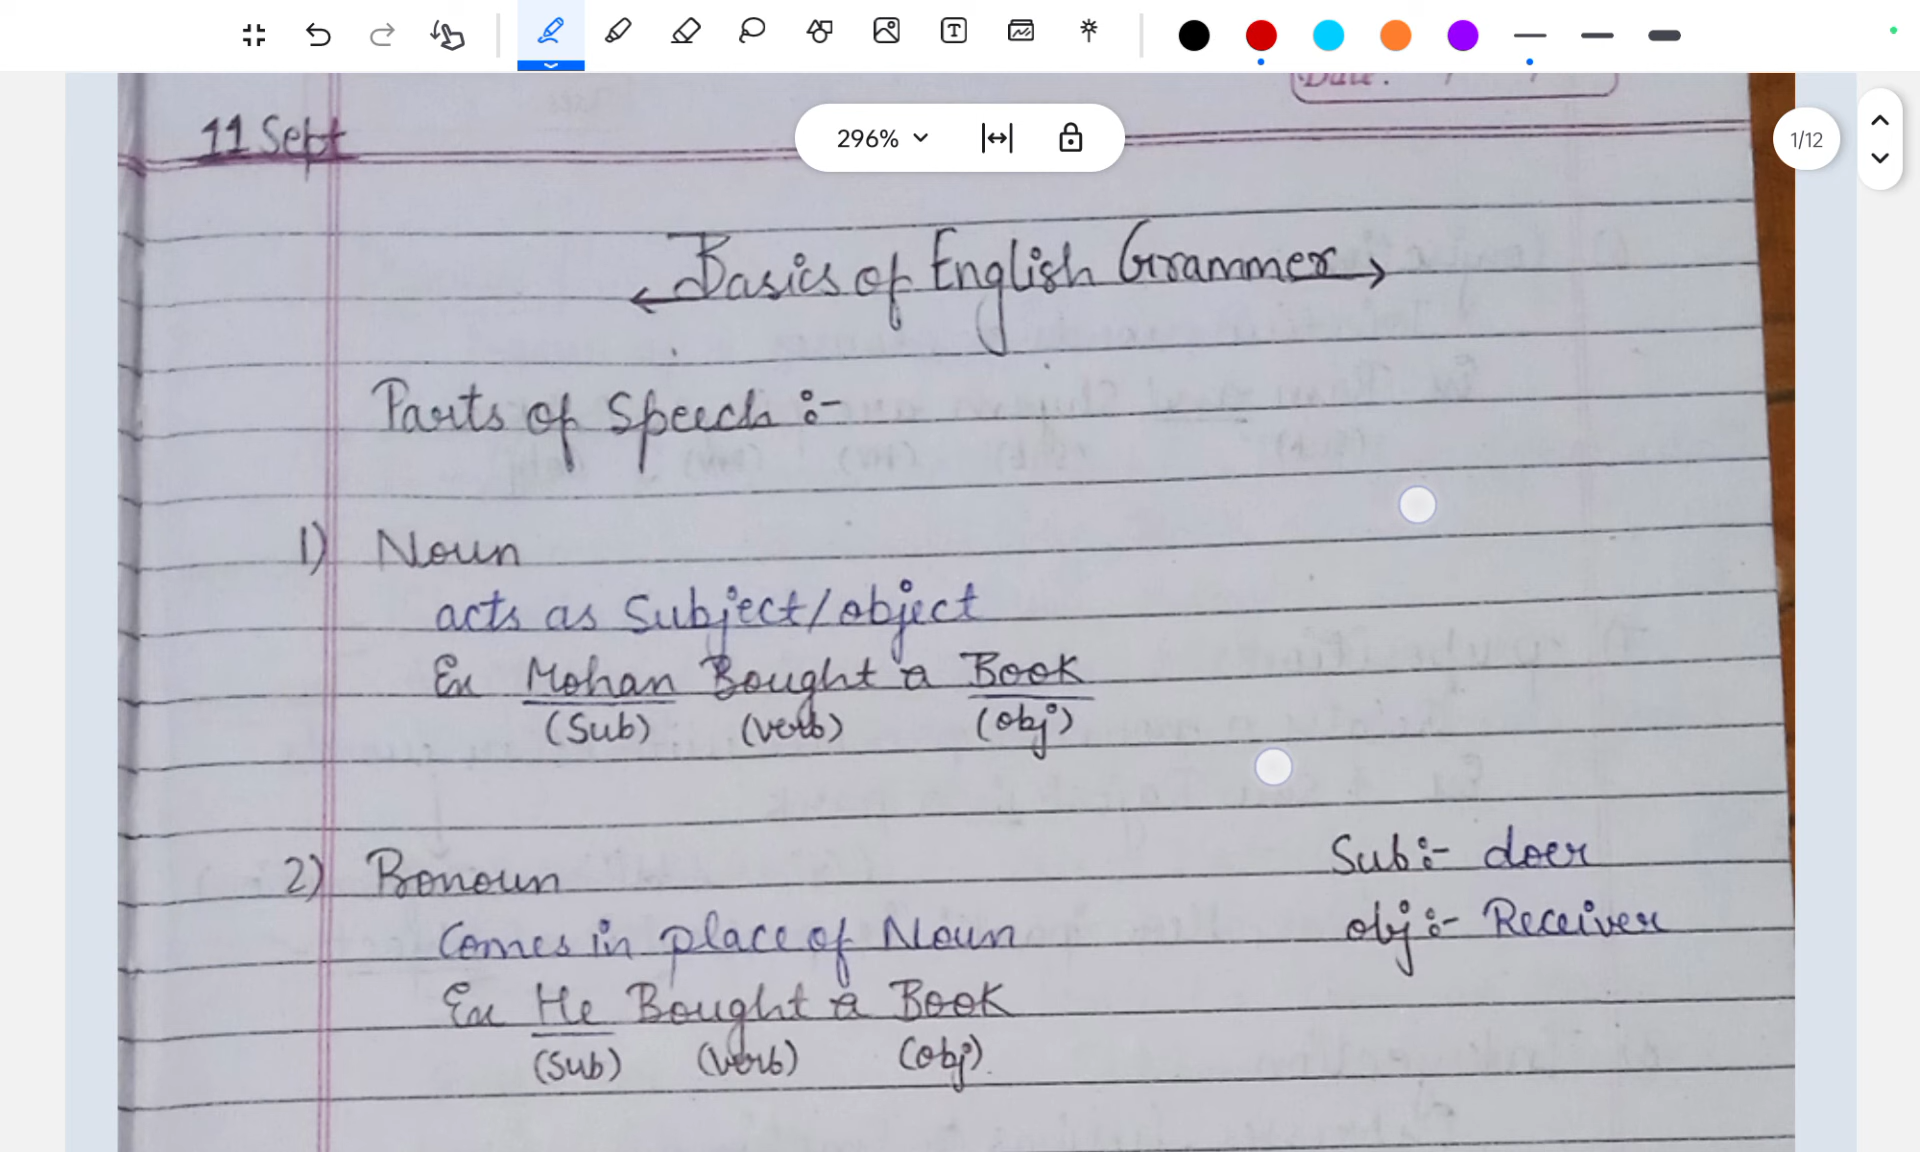 Date :
11 Sept
296%
1/12
Basics of English Grammer
Parts of Speech :-
1) Noun
acts as Subject/object
Ex Mohan Bought a Book
(Sub) (verb) (obj)
2) Pronoun
Comes in place of Noun
Ex He Bought a Book
(Sub) (verb) (obj)
Sub :- doer
obj :- Receiver